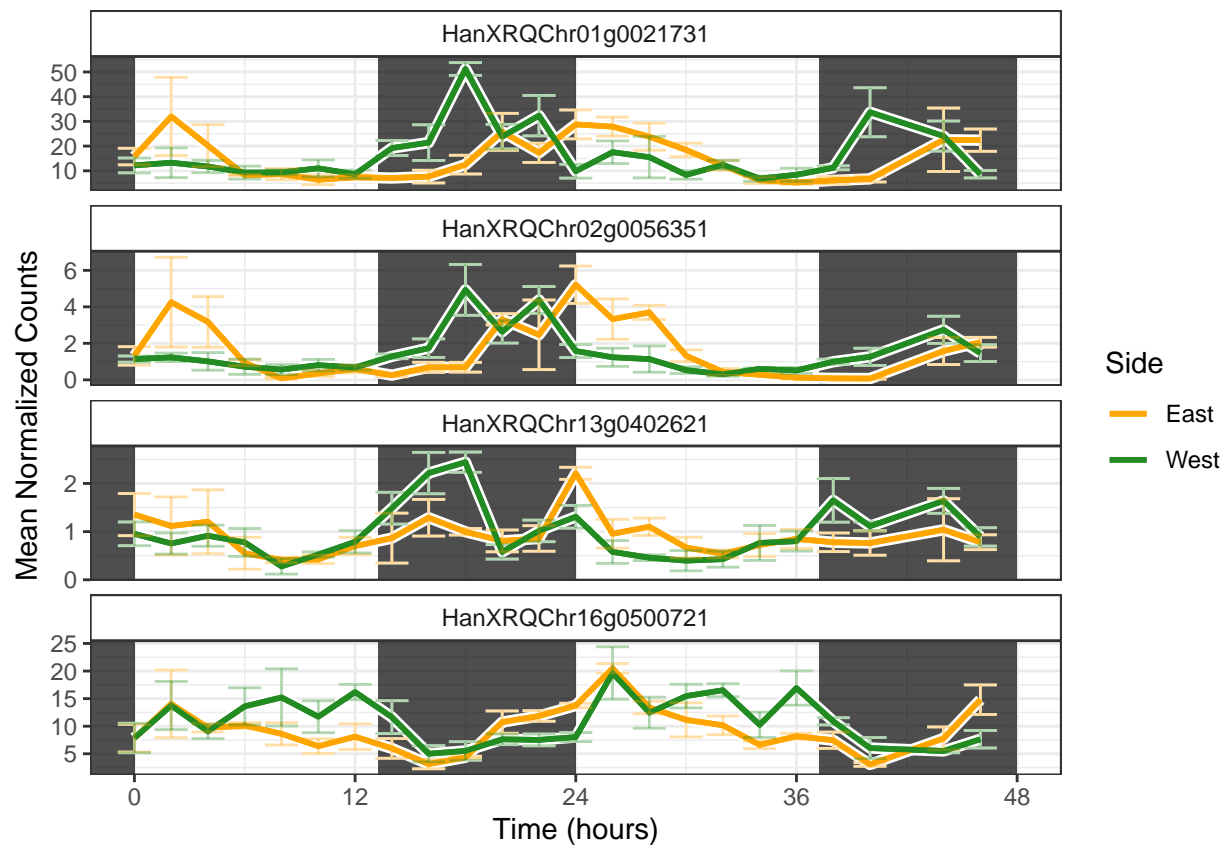 HanXRQChr01g0021731
50
40
30
20
10
HanXRQChr02g0056351
6
4
2
0
HanXRQChr13g0402621
2
1
0
HanXRQChr16g0500721
25
20
15
10
5
0
12
24
36
48
Time (hours)
Mean Normalized Counts
Side
East
West